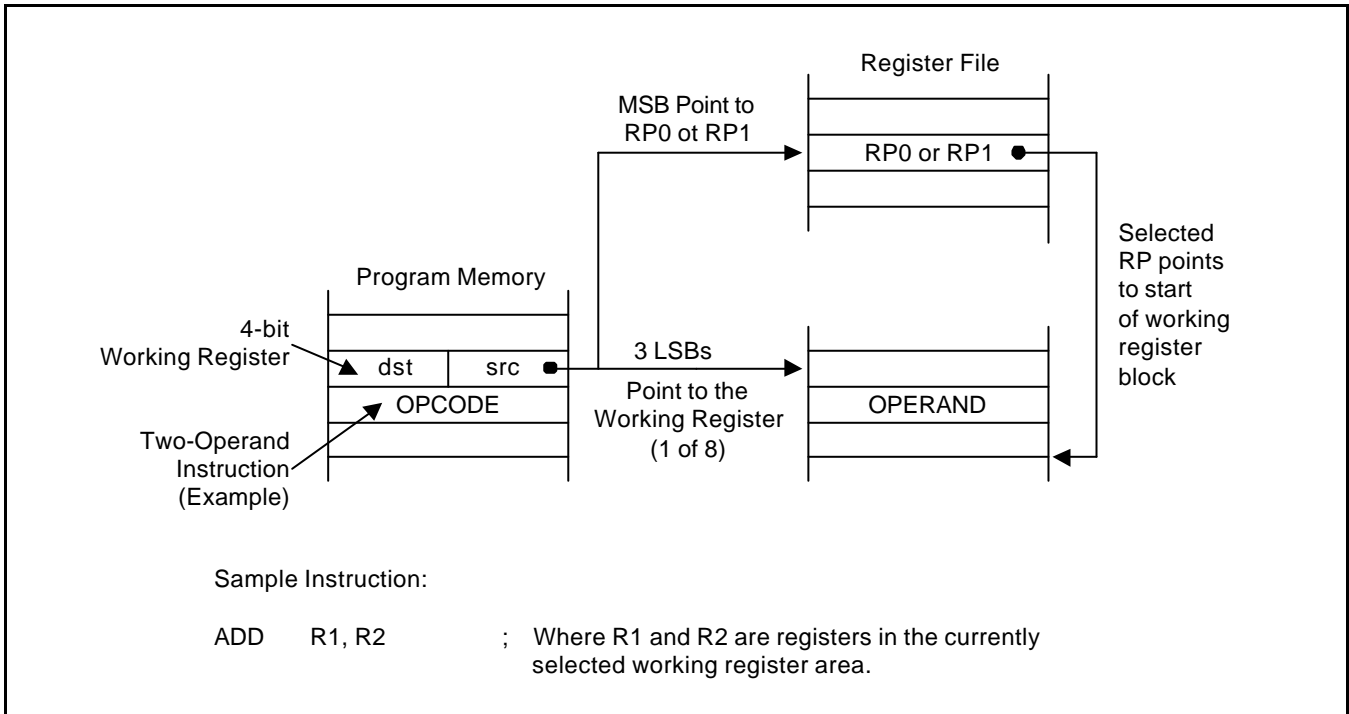 Register File
MSB Point to
RP0 ot RP1
RP0 or RP1
Selected
RP points
to start
of working
register
block
Program Memory
4-bit
Working Register
dst src
3 LSBs
Point to the
Working Register
(1 of 8)
OPCODE
OPERAND
Two-Operand
Instruction
(Example)
Sample Instruction:
ADD R1, R2 ; Where R1 and R2 are registers in the currently
selected working register area.